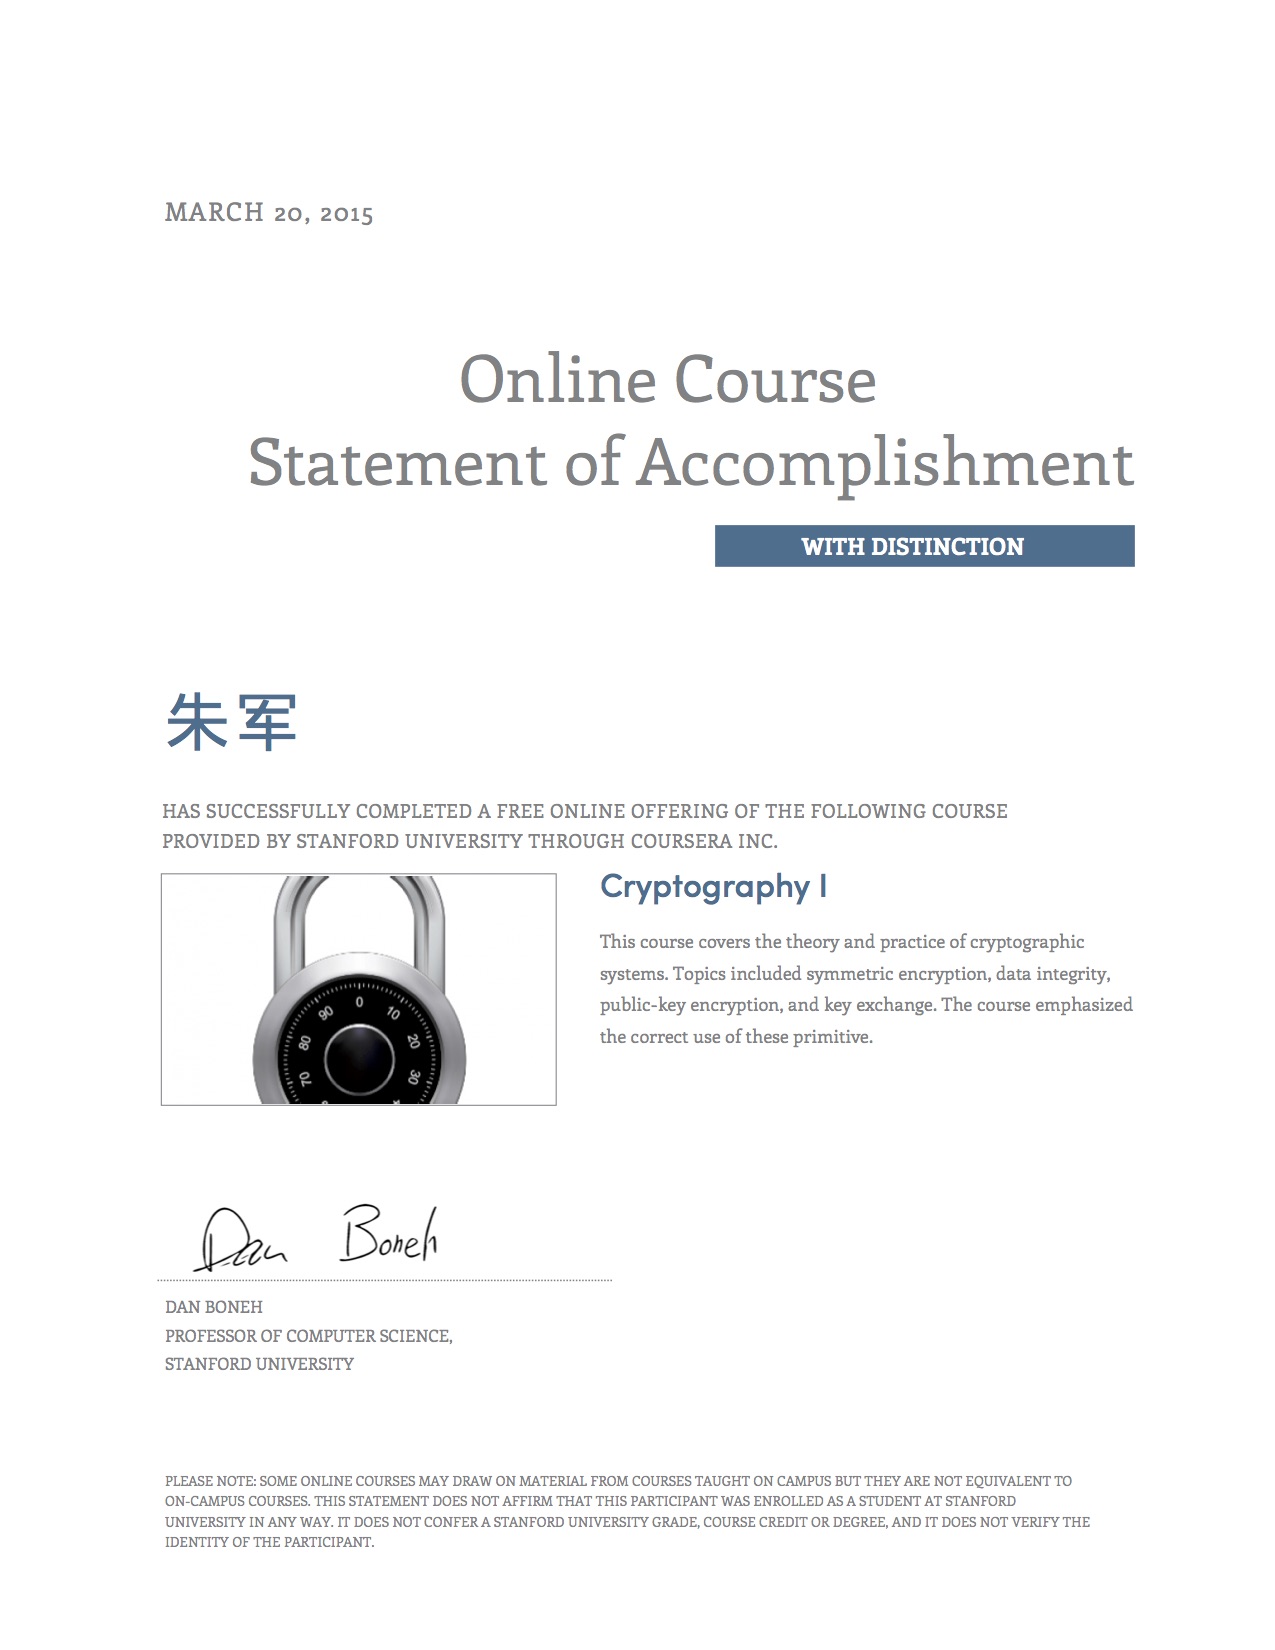 MARCH 20, 2015
Online Course
Statement of Accomplishment
WITH DISTINCTION
朱军
HAS SUCCESSFULLY COMPLETED A FREE ONLINE OFFERING OF THE FOLLOWING COURSE
PROVIDED BY STANFORD UNIVERSITY THROUGH COURSERA INC.
0
10
20
30
70
80
90
Cryptography I
This course covers the theory and practice of cryptographic
systems. Topics included symmetric encryption, data integrity,
public-key encryption, and key exchange. The course emphasized
the correct use of these primitive.
Dan Boneh
DAN BONEH
PROFESSOR OF COMPUTER SCIENCE,
STANFORD UNIVERSITY
PLEASE NOTE: SOME ONLINE COURSES MAY DRAW ON MATERIAL FROM COURSES TAUGHT ON CAMPUS BUT THEY ARE NOT EQUIVALENT TO
ON-CAMPUS COURSES. THIS STATEMENT DOES NOT AFFIRM THAT THIS PARTICIPANT WAS ENROLLED AS A STUDENT AT STANFORD
UNIVERSITY IN ANY WAY. IT DOES NOT CONFER A STANFORD UNIVERSITY GRADE, COURSE CREDIT OR DEGREE, AND IT DOES NOT VERIFY THE
IDENTITY OF THE PARTICIPANT.